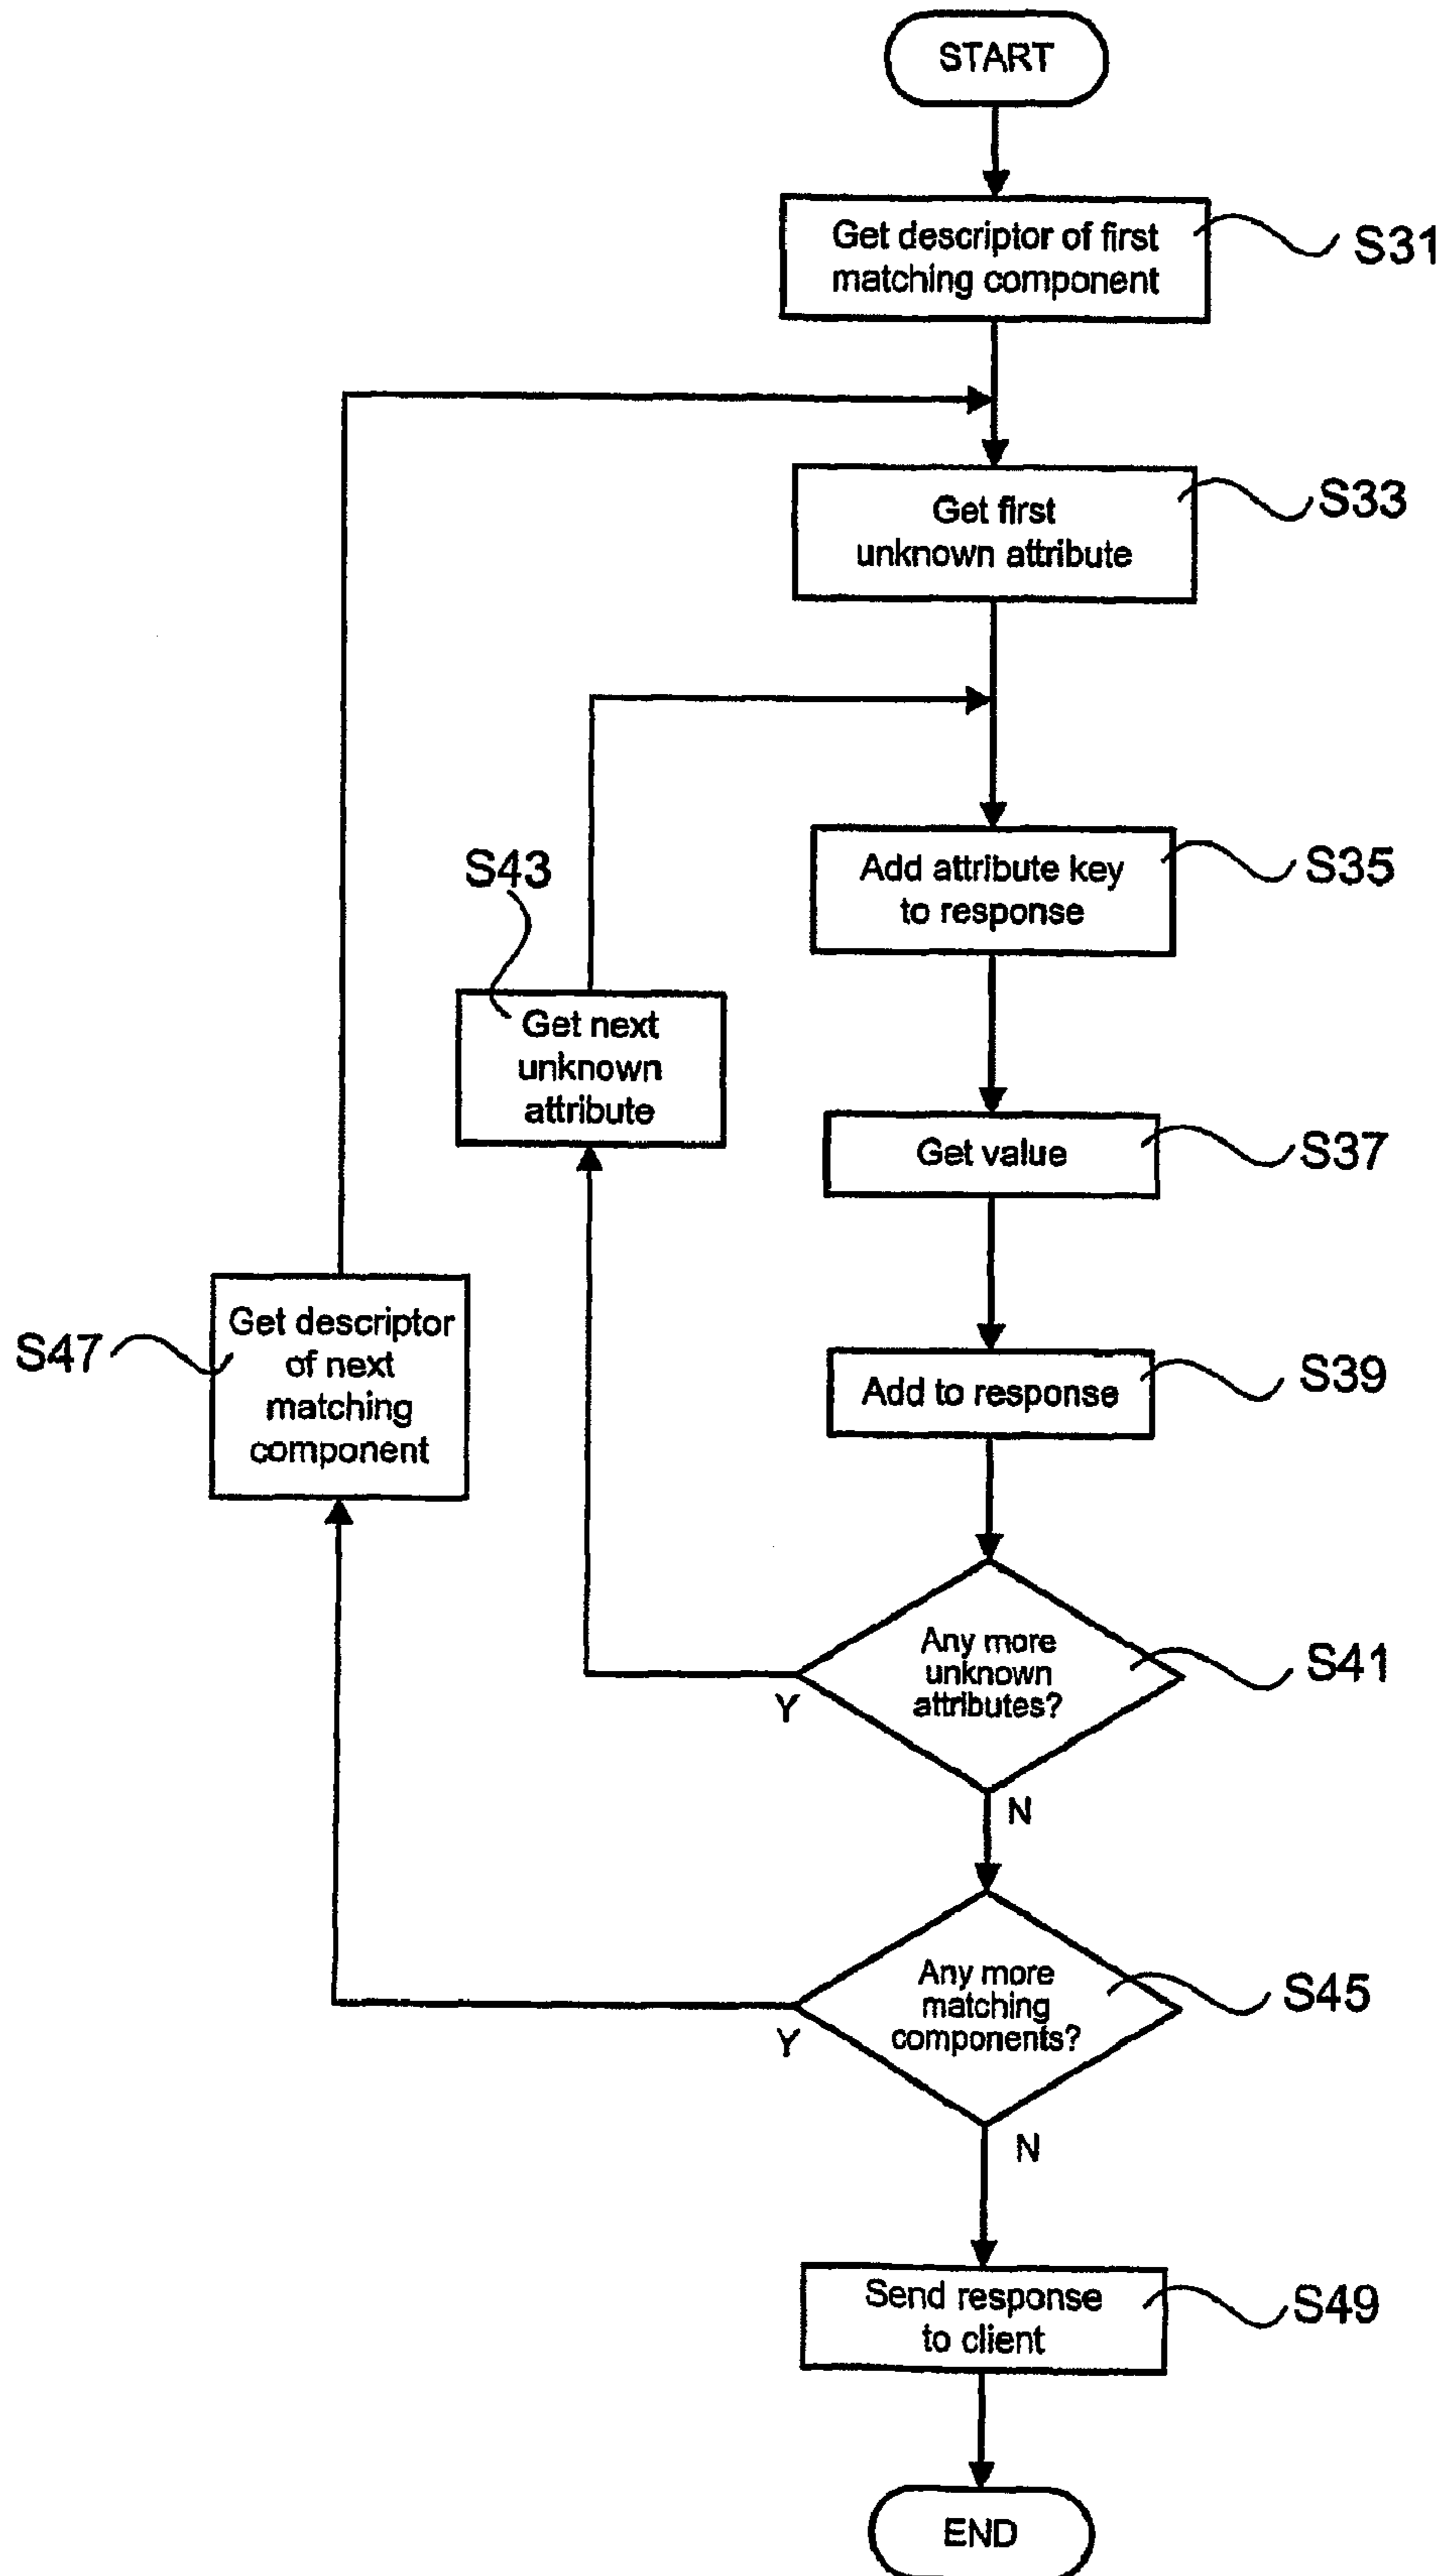 START
Get descriptor of first
matching component
S31
Get first
unknown attribute
S33
Add attribute key
to response
S35
S43
Get next
unknown
attribute
Get value
S37
Get descriptor
of next
matching
component
S47
Add to response
S39
Any more
unknown
attributes?
S41
Y
N
Any more
matching
components?
S45
Y
N
Send response
to client
S49
END